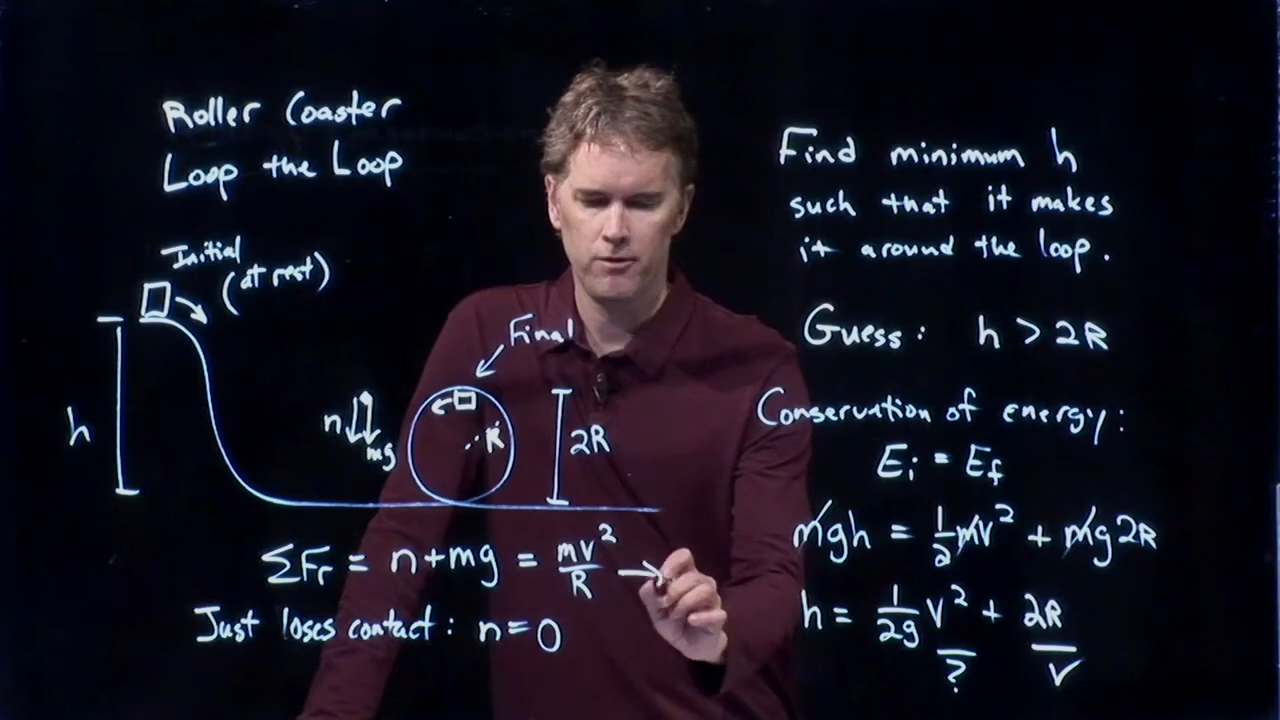 Roller Coaster
Loop the Loop
Initial
(at rest)
h
n
mg
Final
R
2R
ΣFr = n+mg = mv²/R →
Just loses contact: n=0
Find minimum h
such that it makes
it around the loop.
Guess: h > 2R
Conservation of energy:
Ei = Ef
mgh = 1/2 mv² + mg2R
h = 1/2g v² + 2R
? ✓